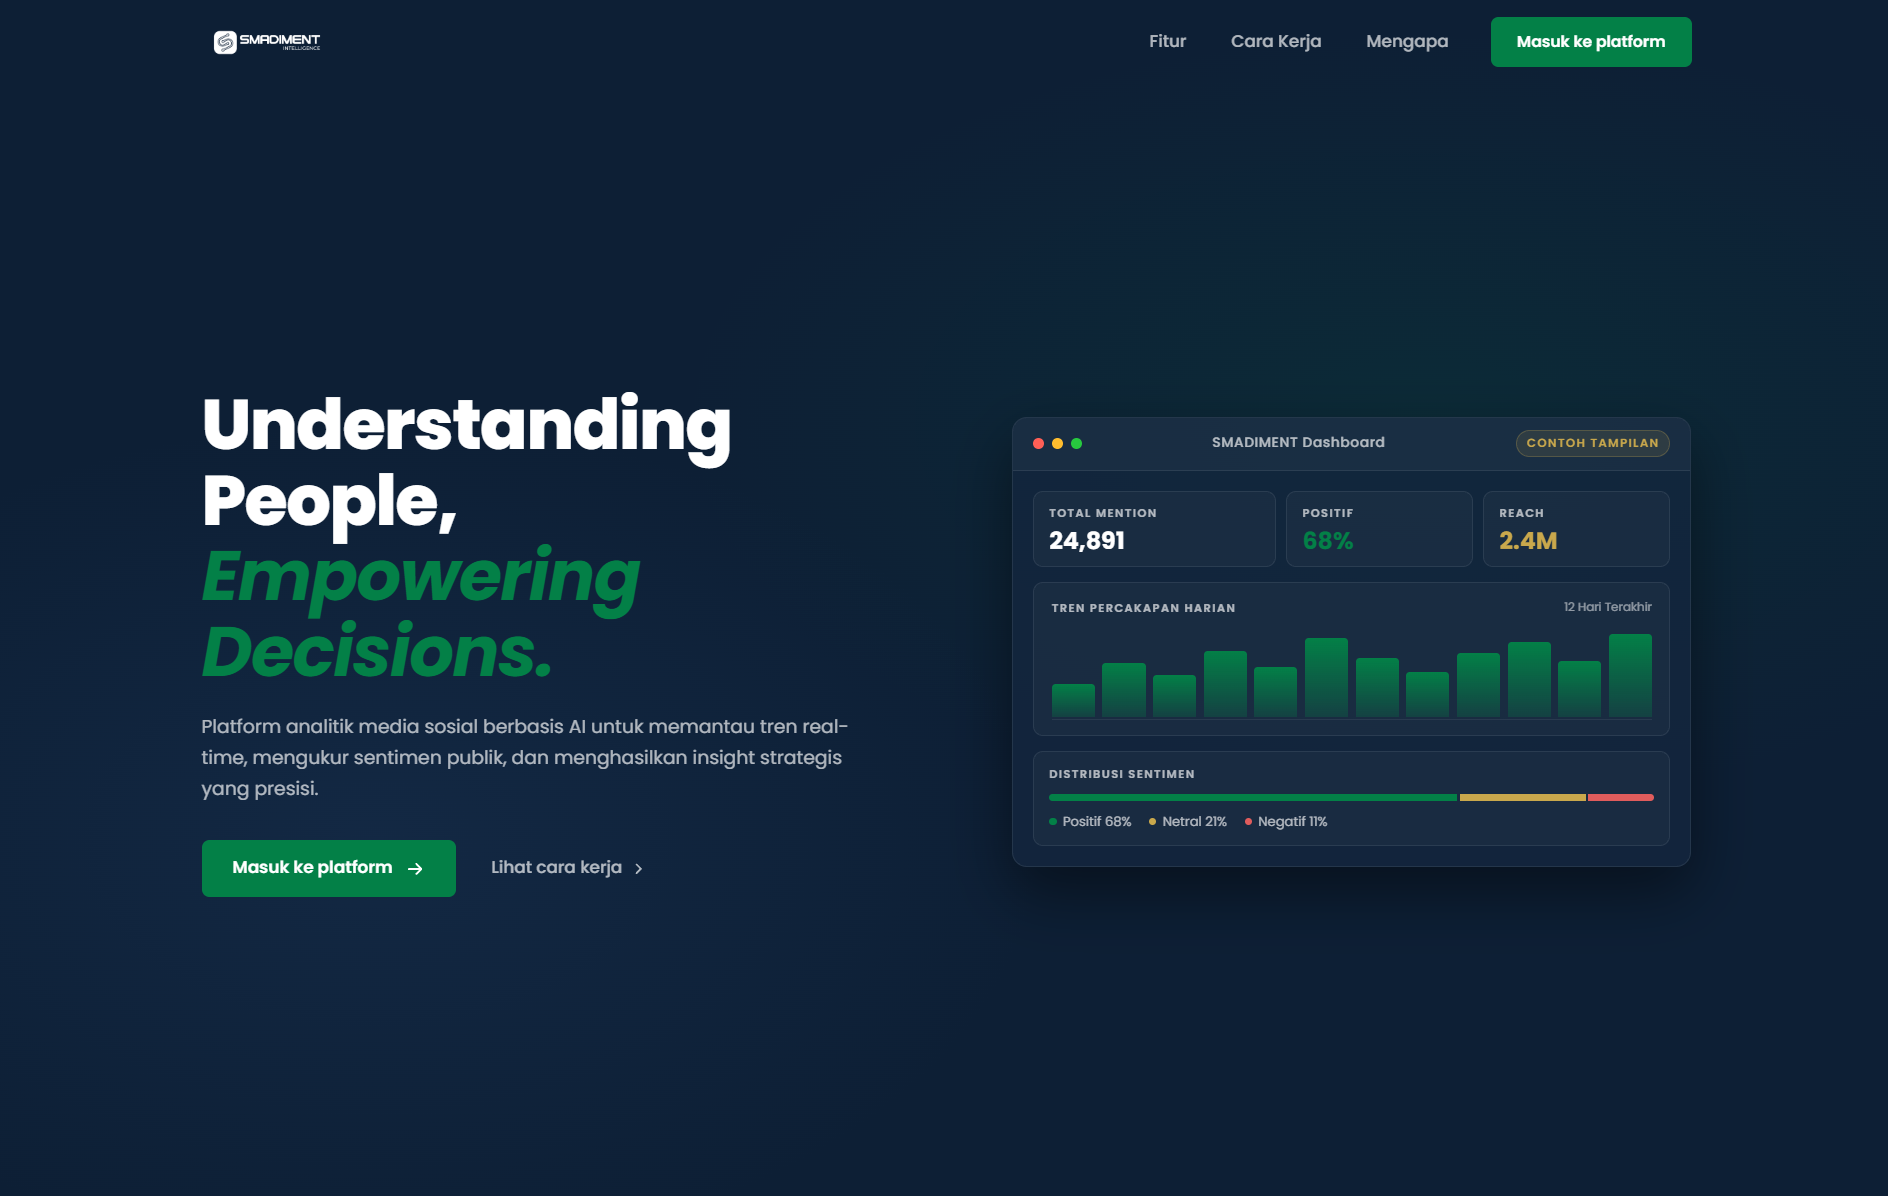 SMADIMENT
INTELLIGENCE
Fitur
Cara Kerja
Mengapa
Masuk ke platform
Understanding
People,
Empowering
Decisions.
Platform analitik media sosial berbasis AI untuk memantau tren real-
time, mengukur sentimen publik, dan menghasilkan insight strategis
yang presisi.
Masuk ke platform
Lihat cara kerja
SMADIMENT Dashboard
CONTOH TAMPILAN
TOTAL MENTION
24,891
POSITIF
68%
REACH
2.4M
TREN PERCAKAPAN HARIAN
12 Hari Terakhir
DISTRIBUSI SENTIMEN
Positif 68%
Netral 21%
Negatif 11%